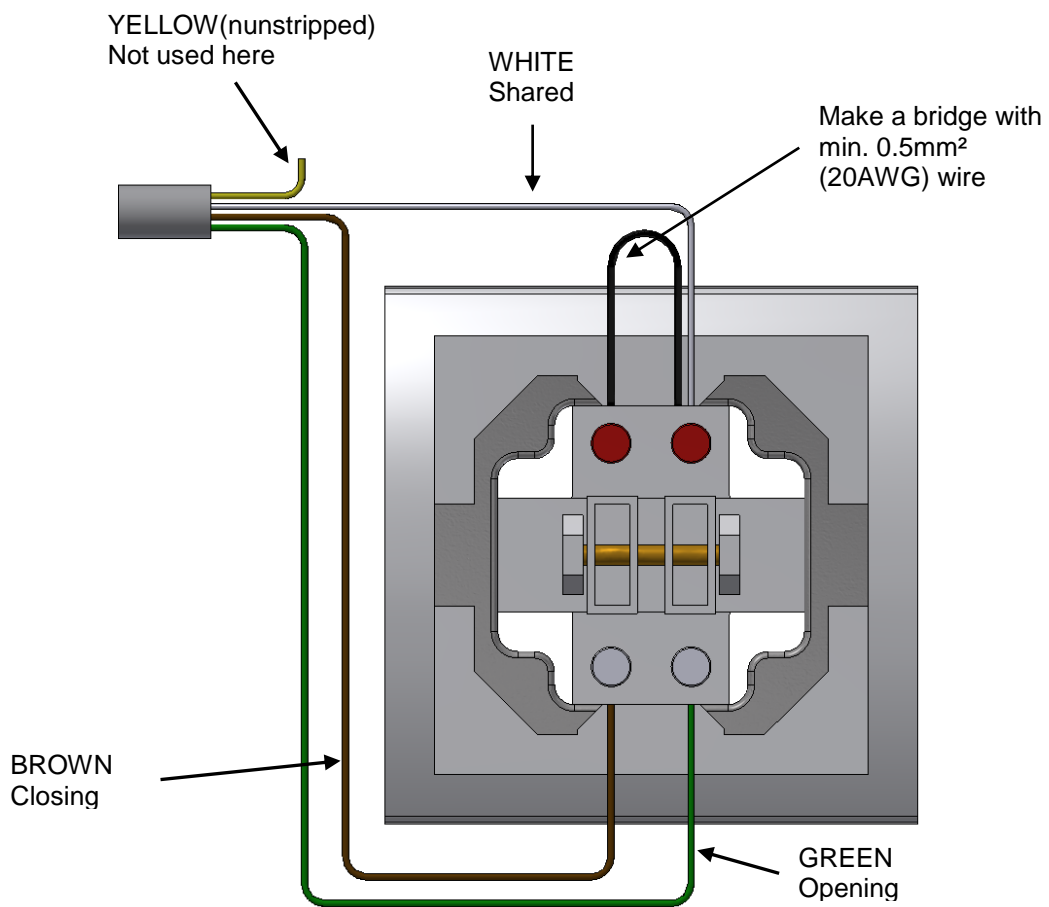 YELLOW(nunstripped)
Not used here
WHITE
Shared
Make a bridge with
min. 0.5mm²
(20AWG) wire
BROWN
Closing
GREEN
Opening